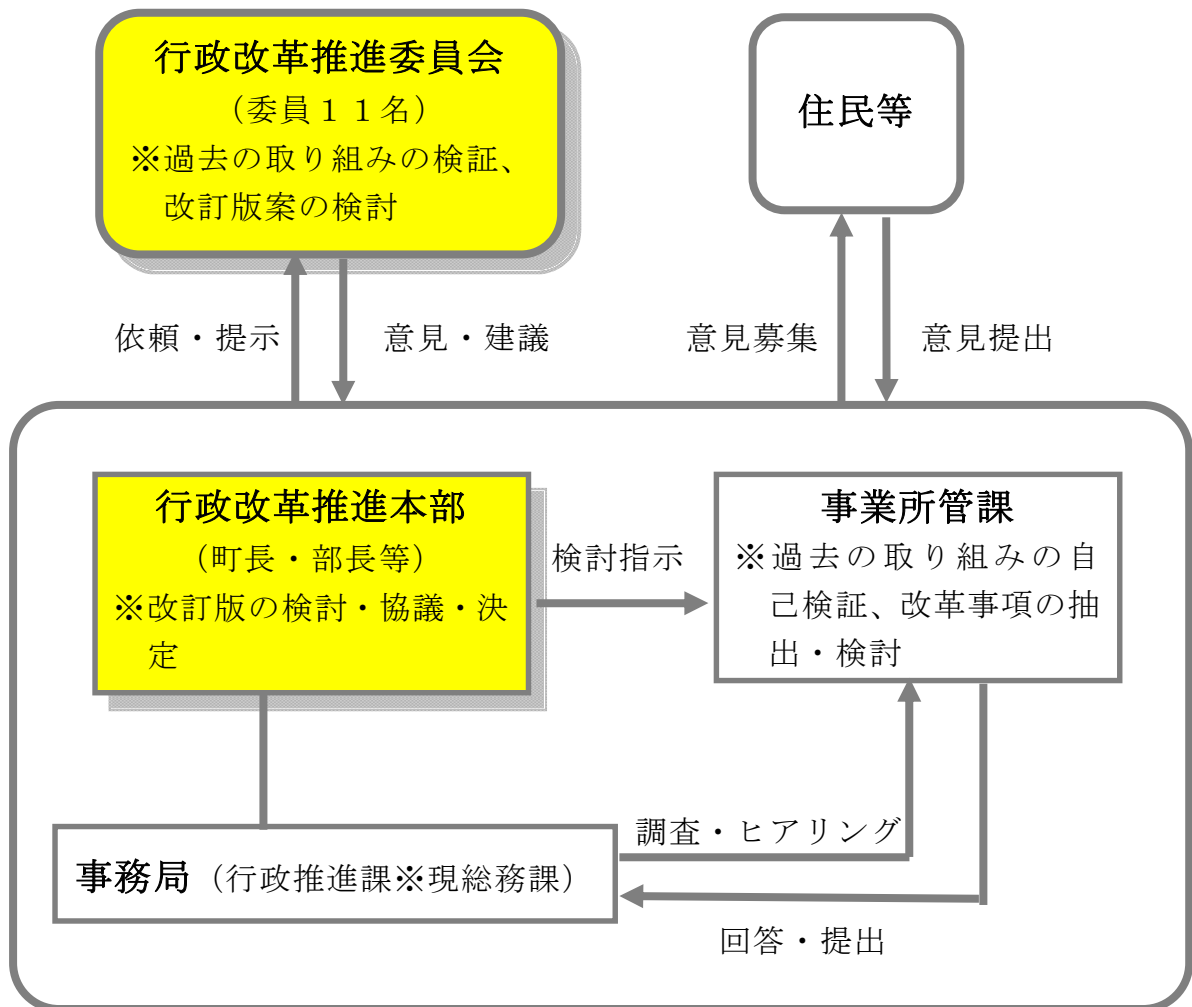 行政改革推進委員会
（委員１１名）
※過去の取り組みの検証、
改訂版案の検討
住民等
依頼・提示
意見・建議
意見募集
意見提出
行政改革推進本部
（町長・部長等）
※改訂版の検討・協議・決
定
検討指示
事業所管課
※過去の取り組みの自
己検証、改革事項の抽
出・検討
調査・ヒアリング
事務局（行政推進課※現総務課）
回答・提出